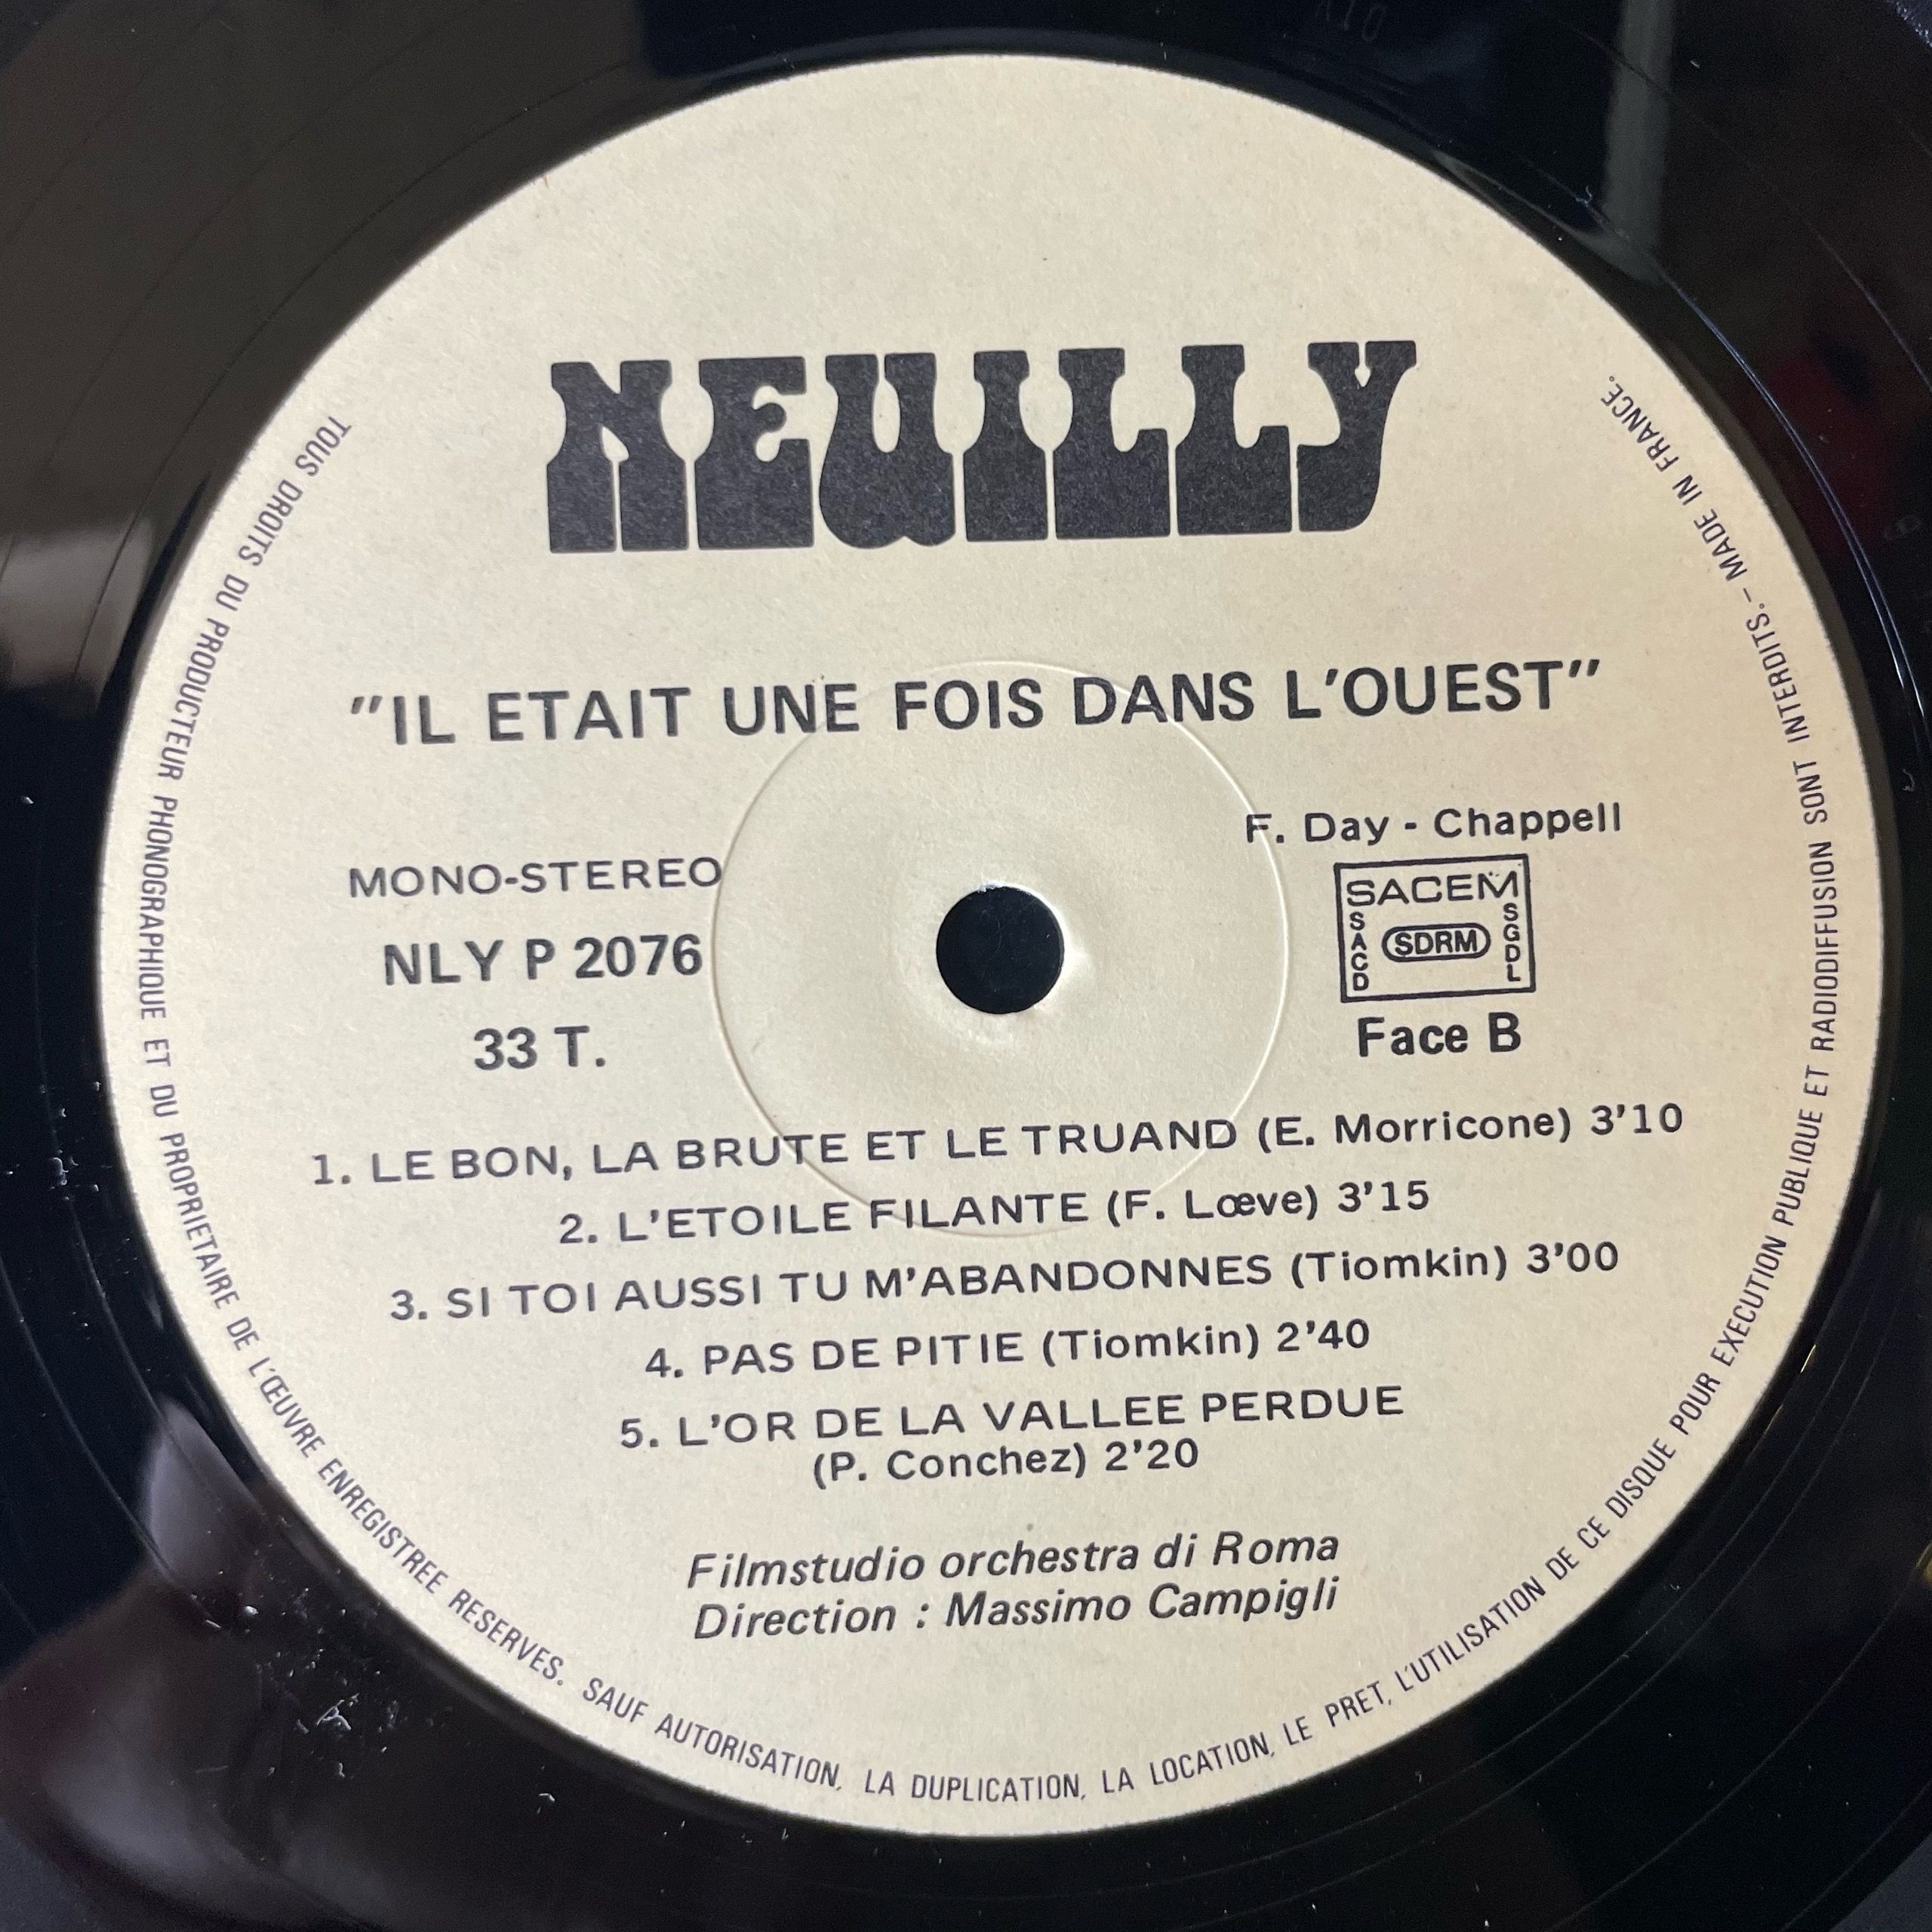 NEUILLY
"IL ETAIT UNE FOIS DANS L'OUEST"
MONO-STEREO
NLY P 2076
33 T.
F. Day - Chappell
SACEM
SACD
SDRM
SGDL
Face B
1. LE BON, LA BRUTE ET LE TRUAND (E. Morricone) 3'10
2. L'ETOILE FILANTE (F. Lœve) 3'15
3. SI TOI AUSSI TU M'ABANDONNES (Tiomkin) 3'00
4. PAS DE PITIE (Tiomkin) 2'40
5. L'OR DE LA VALLEE PERDUE
(P. Conchez) 2'20
Filmstudio orchestra di Roma
Direction : Massimo Campigli
TOUS DROITS DU PRODUCTEUR PHONOGRAPHIQUE ET DU PROPRIETAIRE DE L'ŒUVRE ENREGISTREE RESERVES. SAUF AUTORISATION, LA DUPLICATION, LA LOCATION, LE PRET, L'UTILISATION DE CE DISQUE POUR EXECUTION PUBLIQUE ET RADIODIFFUSION SONT INTERDITS. – MADE IN FRANCE.